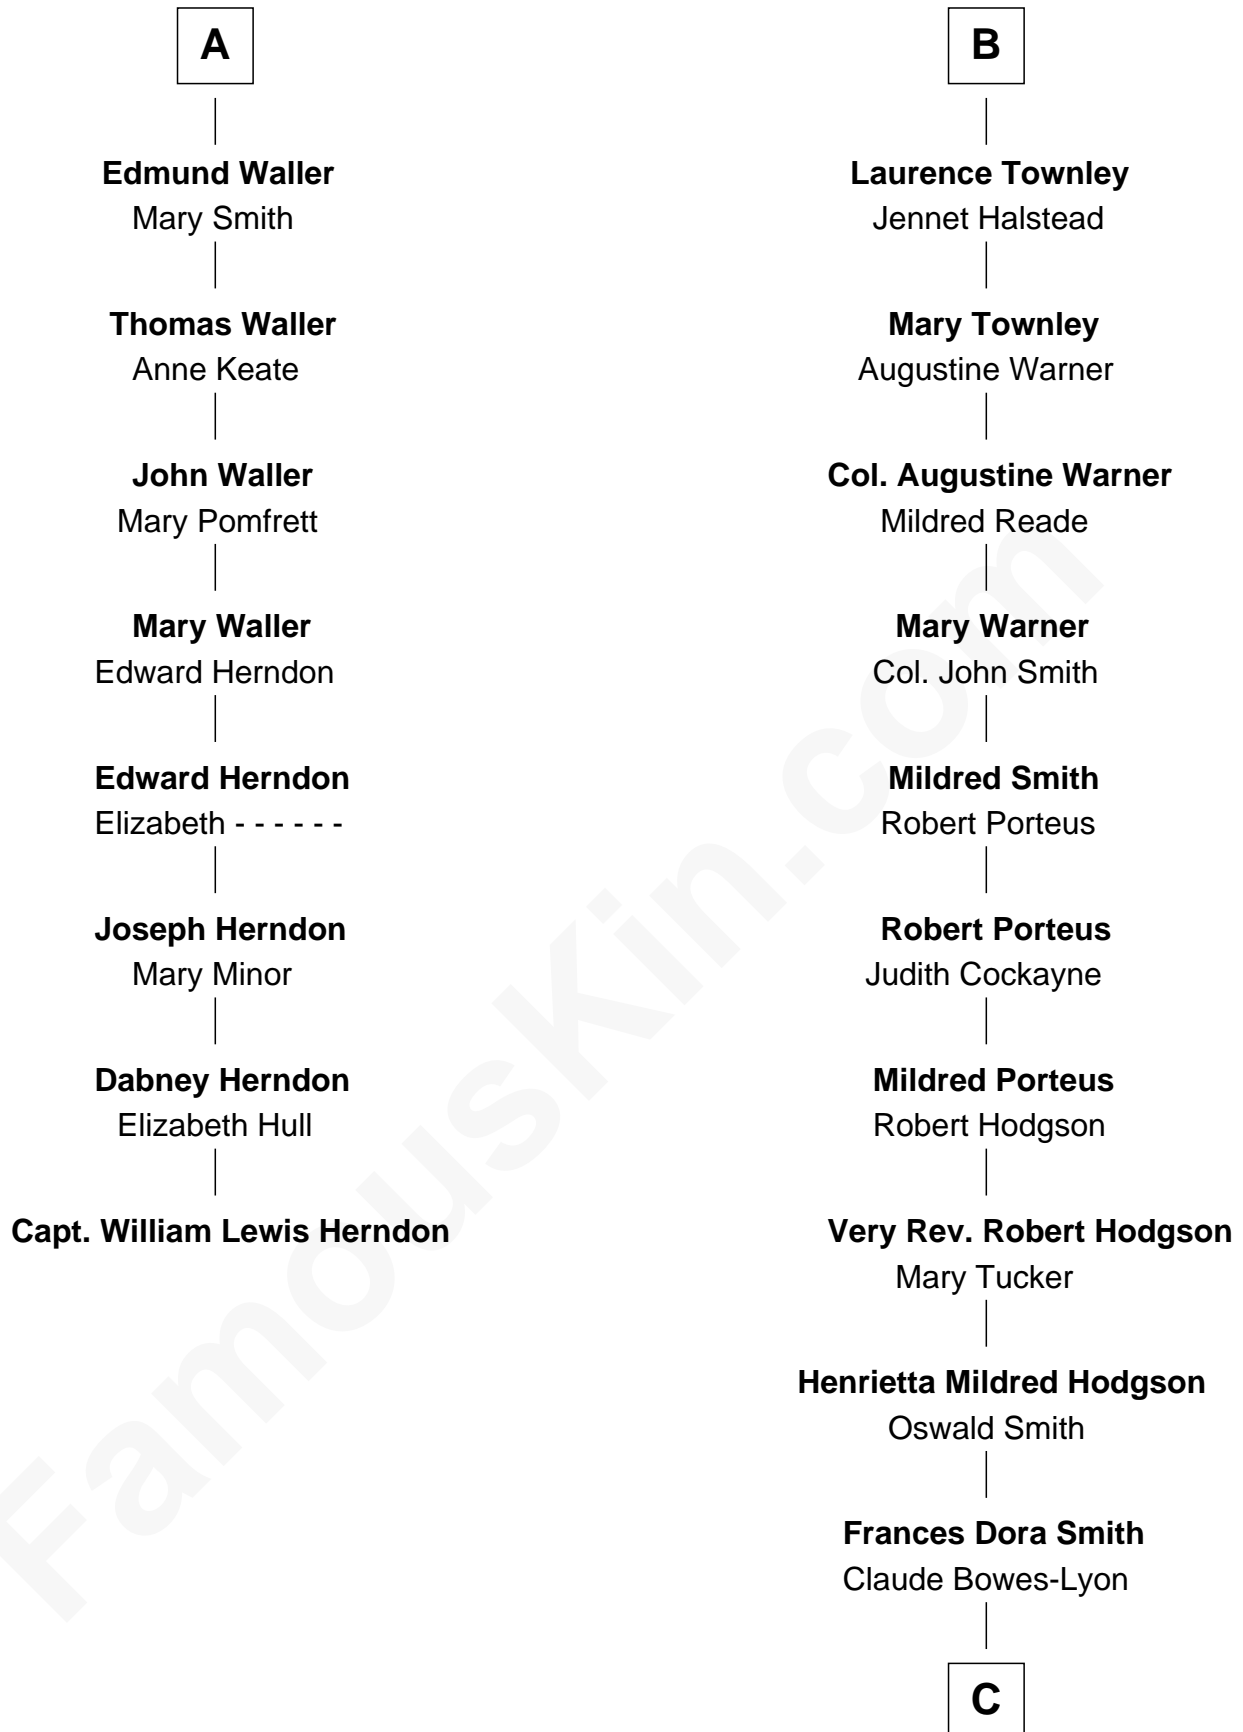 A
Edmund Waller
Mary Smith
Thomas Waller
Anne Keate
John Waller
Mary Pomfrett
Mary Waller
Edward Herndon
Edward Herndon
Elizabeth - - - - - -
Joseph Herndon
Mary Minor
Dabney Herndon
Elizabeth Hull
Capt. William Lewis Herndon
B
Laurence Townley
Jennet Halstead
Mary Townley
Augustine Warner
Col. Augustine Warner
Mildred Reade
Mary Warner
Col. John Smith
Mildred Smith
Robert Porteus
Robert Porteus
Judith Cockayne
Mildred Porteus
Robert Hodgson
Very Rev. Robert Hodgson
Mary Tucker
Henrietta Mildred Hodgson
Oswald Smith
Frances Dora Smith
Claude Bowes-Lyon
C
FamousKin.com